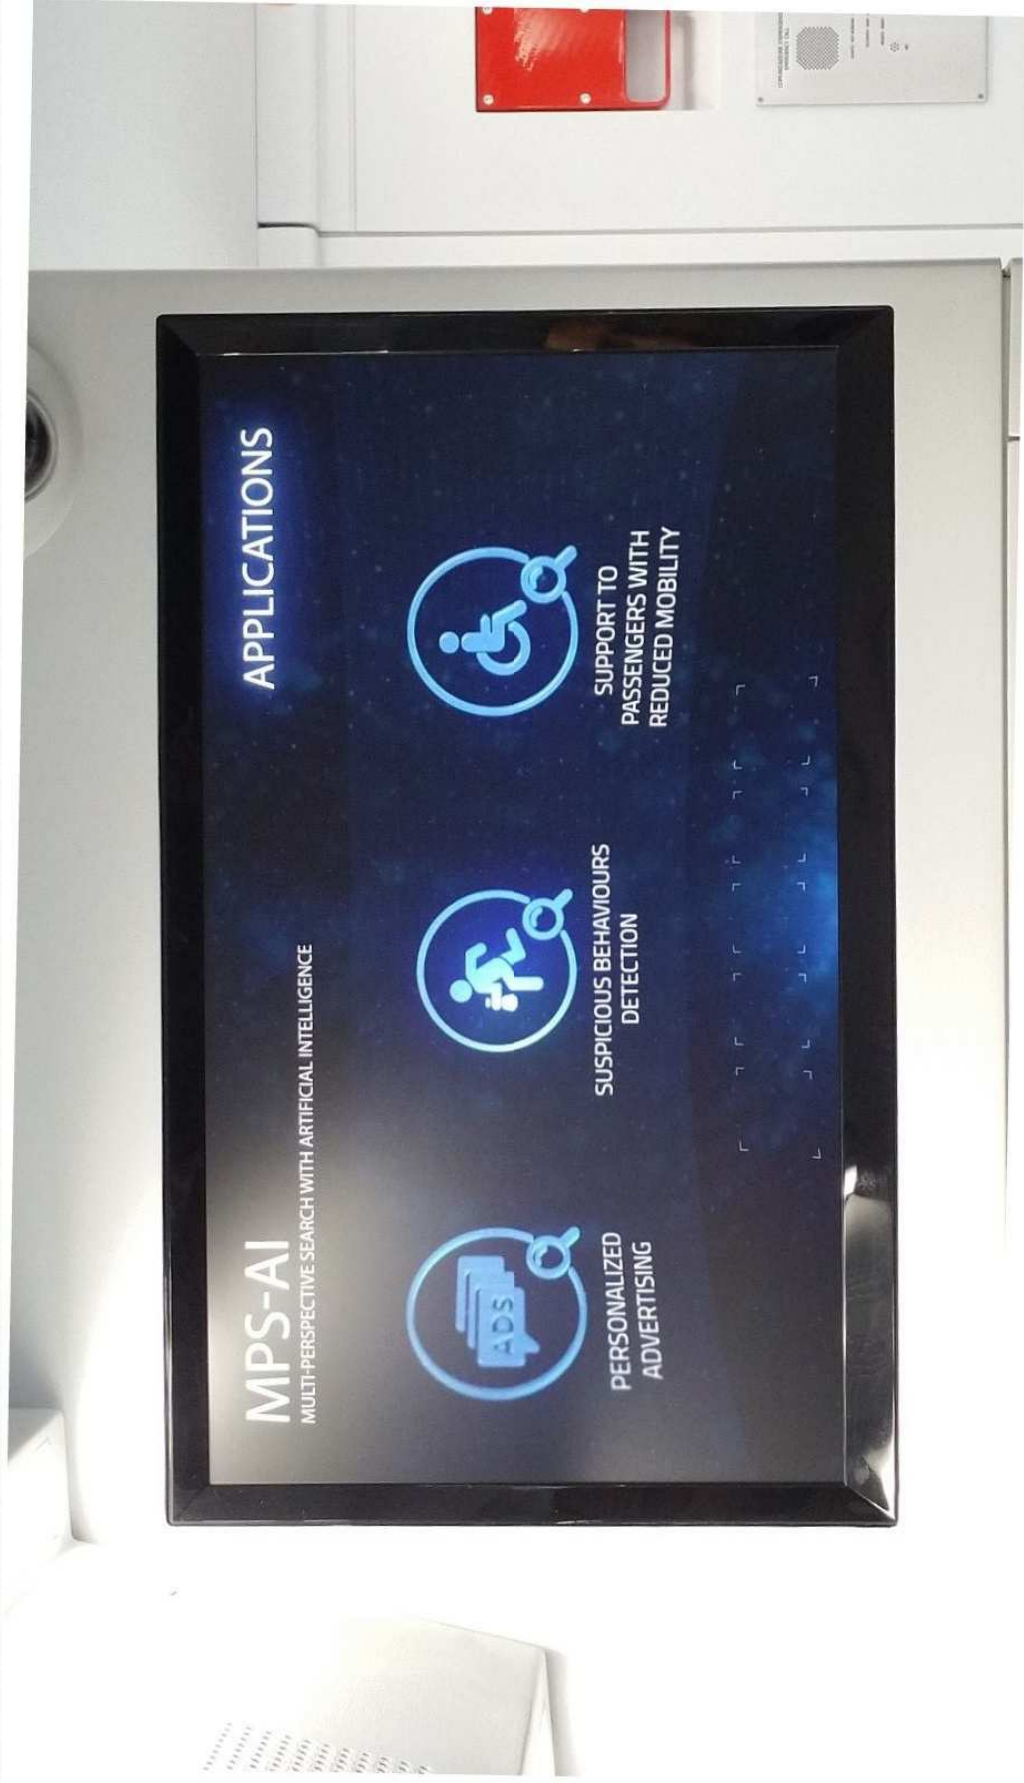 MPS-AI
MULTI-PERSPECTIVE SEARCH WITH ARTIFICIAL INTELLIGENCE
APPLICATIONS
ADS
PERSONALIZED
ADVERTISING
SUSPICIOUS BEHAVIOURS
DETECTION
SUPPORT TO
PASSENGERS WITH
REDUCED MOBILITY